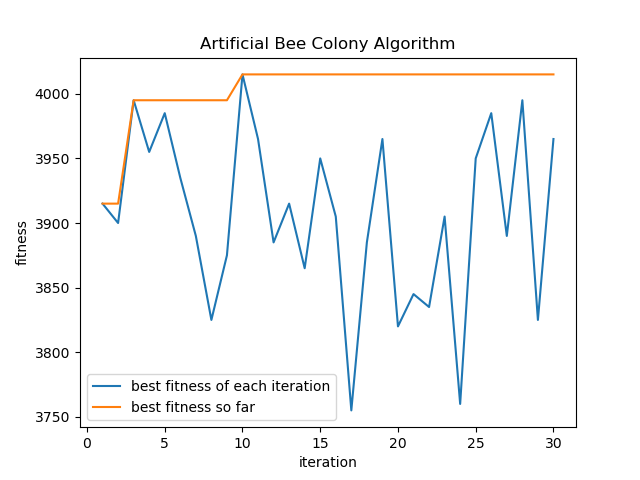 Artificial Bee Colony Algorithm
fitness
4000
3950
3900
3850
3800
3750
best fitness of each iteration
best fitness so far
0 5 10 15 20 25 30
iteration